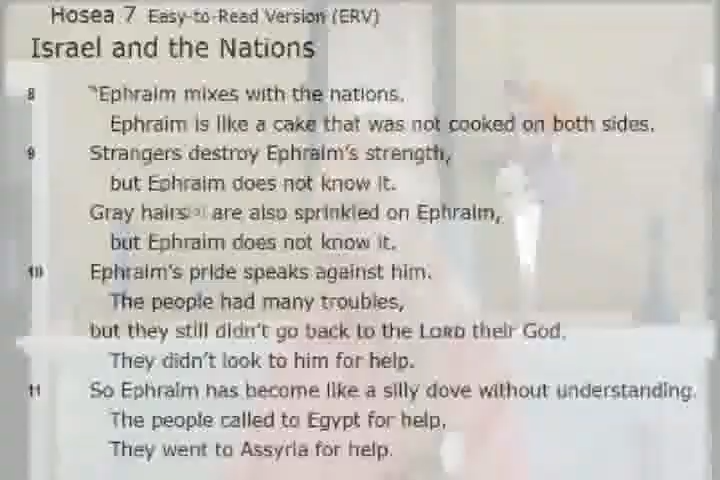 Hosea 7 Easy-to-Read Version (ERV)
Israel and the Nations
8 "Ephraim mixes with the nations.
Ephraim is like a cake that was not cooked on both sides.
9 Strangers destroy Ephraim's strength,
but Ephraim does not know it.
Gray hairs[a] are also sprinkled on Ephraim,
but Ephraim does not know it.
10 Ephraim's pride speaks against him.
The people had many troubles,
but they still didn't go back to the LORD their God.
They didn't look to him for help.
11 So Ephraim has become like a silly dove without understanding.
The people called to Egypt for help.
They went to Assyria for help.